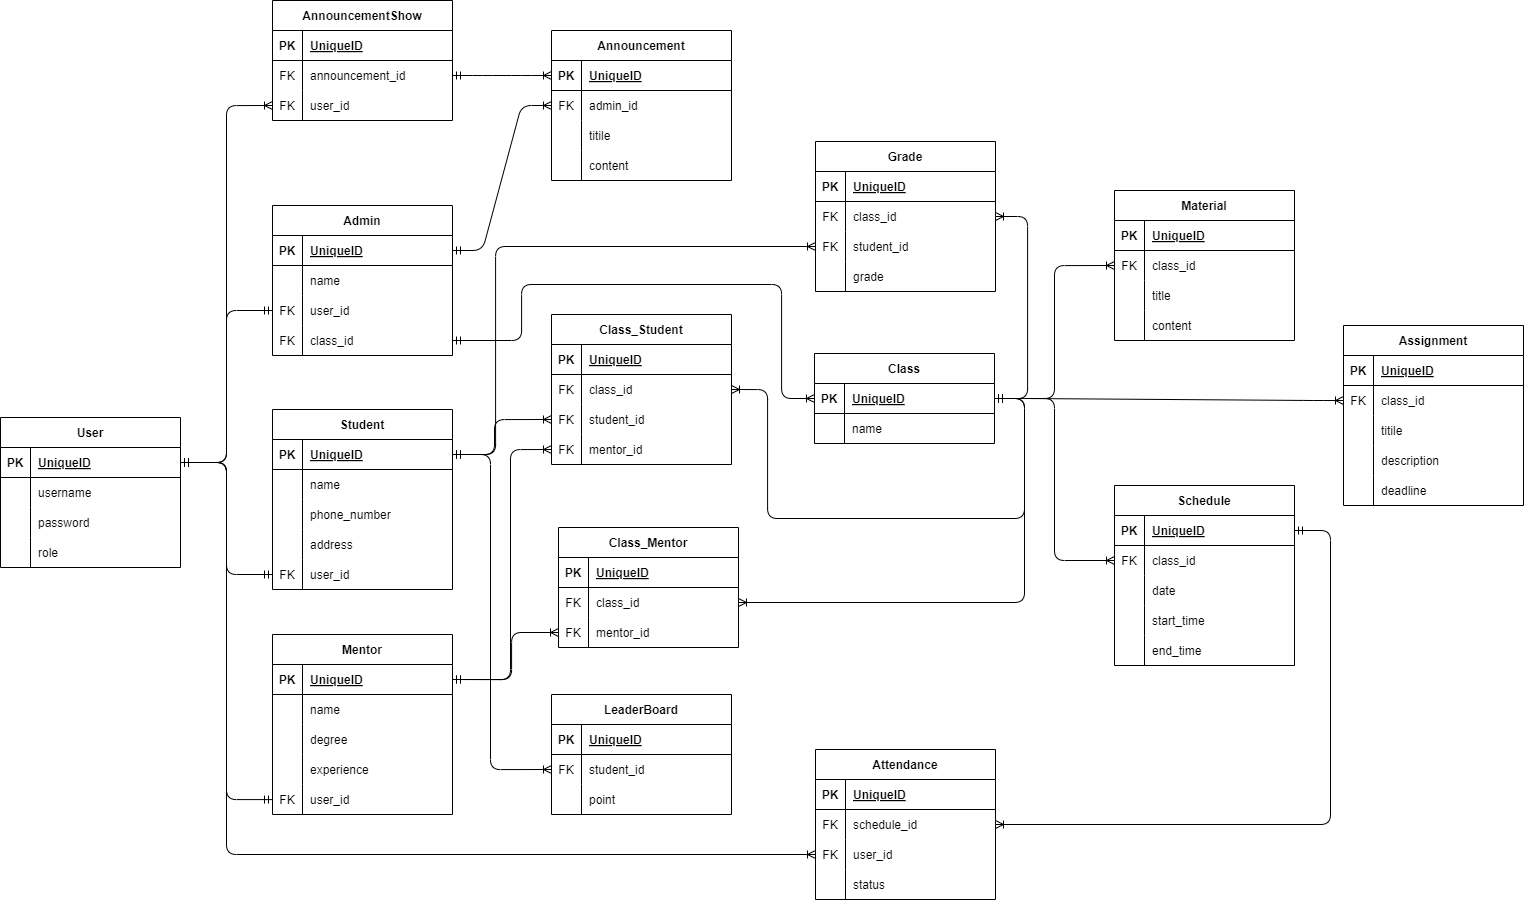 AnnouncementShow
PK UniqueID
FK announcement_id
FK user_id
Announcement
PK UniqueID
FK admin_id
titile
content
Grade
PK UniqueID
FK class_id
FK student_id
grade
Material
PK UniqueID
FK class_id
title
content
Admin
PK UniqueID
name
FK user_id
FK class_id
Class_Student
PK UniqueID
FK class_id
FK student_id
FK mentor_id
Class
PK UniqueID
name
Assignment
PK UniqueID
FK class_id
titile
description
deadline
User
PK UniqueID
username
password
role
Student
PK UniqueID
name
phone_number
address
FK user_id
Class_Mentor
PK UniqueID
FK class_id
FK mentor_id
Schedule
PK UniqueID
FK class_id
date
start_time
end_time
Mentor
PK UniqueID
name
degree
experience
FK user_id
LeaderBoard
PK UniqueID
FK student_id
point
Attendance
PK UniqueID
FK schedule_id
FK user_id
status